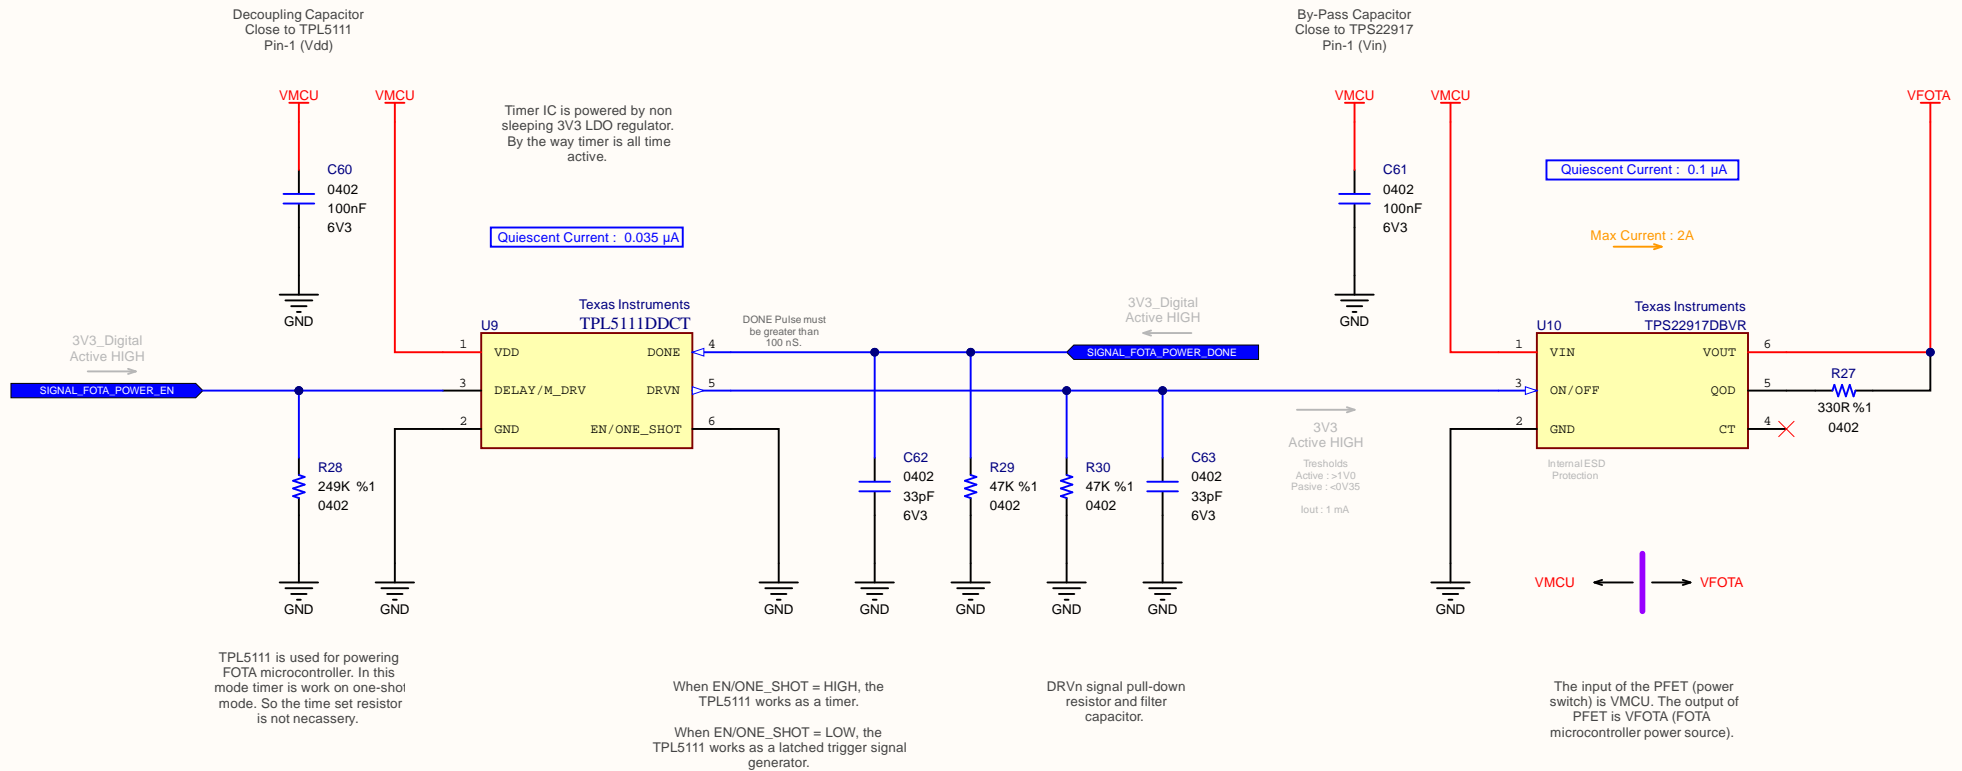 Decoupling Capacitor
Close to TPL5111
Pin-1 (Vdd)
By-Pass Capacitor
Close to TPS22917
Pin-1 (Vin)
VMCU
VMCU
VMCU
VMCU
VFOTA
Timer IC is powered by non
sleeping 3V3 LDO regulator.
By the way timer is all time
active.
C60
0402
100nF
6V3
GND
C61
0402
100nF
6V3
GND
Quiescent Current : 0.1 µA
Max Current : 2A
Quiescent Current : 0.035 µA
3V3_Digital
Active HIGH
SIGNAL_FOTA_POWER_EN
Texas Instruments
U9
TPL5111DDCT
1
VDD
3
DELAY/M_DRV
2
GND
DONE
4
DRVN
5
EN/ONE_SHOT
6
DONE Pulse must
be greater than
100 nS.
3V3_Digital
Active HIGH
SIGNAL_FOTA_POWER_DONE
Texas Instruments
U10
TPS22917DBVR
1
VIN
3
ON/OFF
2
GND
VOUT
6
QOD
5
CT
4
R27
330R %1
0402
3V3
Active HIGH
Tresholds
Active : >1V0
Pasive : <0V35
Iout : 1 mA
Internal ESD
Protection
R28
249K %1
0402
GND
GND
GND
C62
0402
33pF
6V3
GND
R29
47K %1
0402
GND
R30
47K %1
0402
GND
C63
0402
33pF
6V3
GND
GND
VMCU
VFOTA
TPL5111 is used for powering
FOTA microcontroller. In this
mode timer is work on one-shot
mode. So the time set resistor
is not necassery.
When EN/ONE_SHOT = HIGH, the
TPL5111 works as a timer.
When EN/ONE_SHOT = LOW, the
TPL5111 works as a latched trigger signal
generator.
DRVn signal pull-down
resistor and filter
capacitor.
The input of the PFET (power
switch) is VMCU. The output of
PFET is VFOTA (FOTA
microcontroller power source).